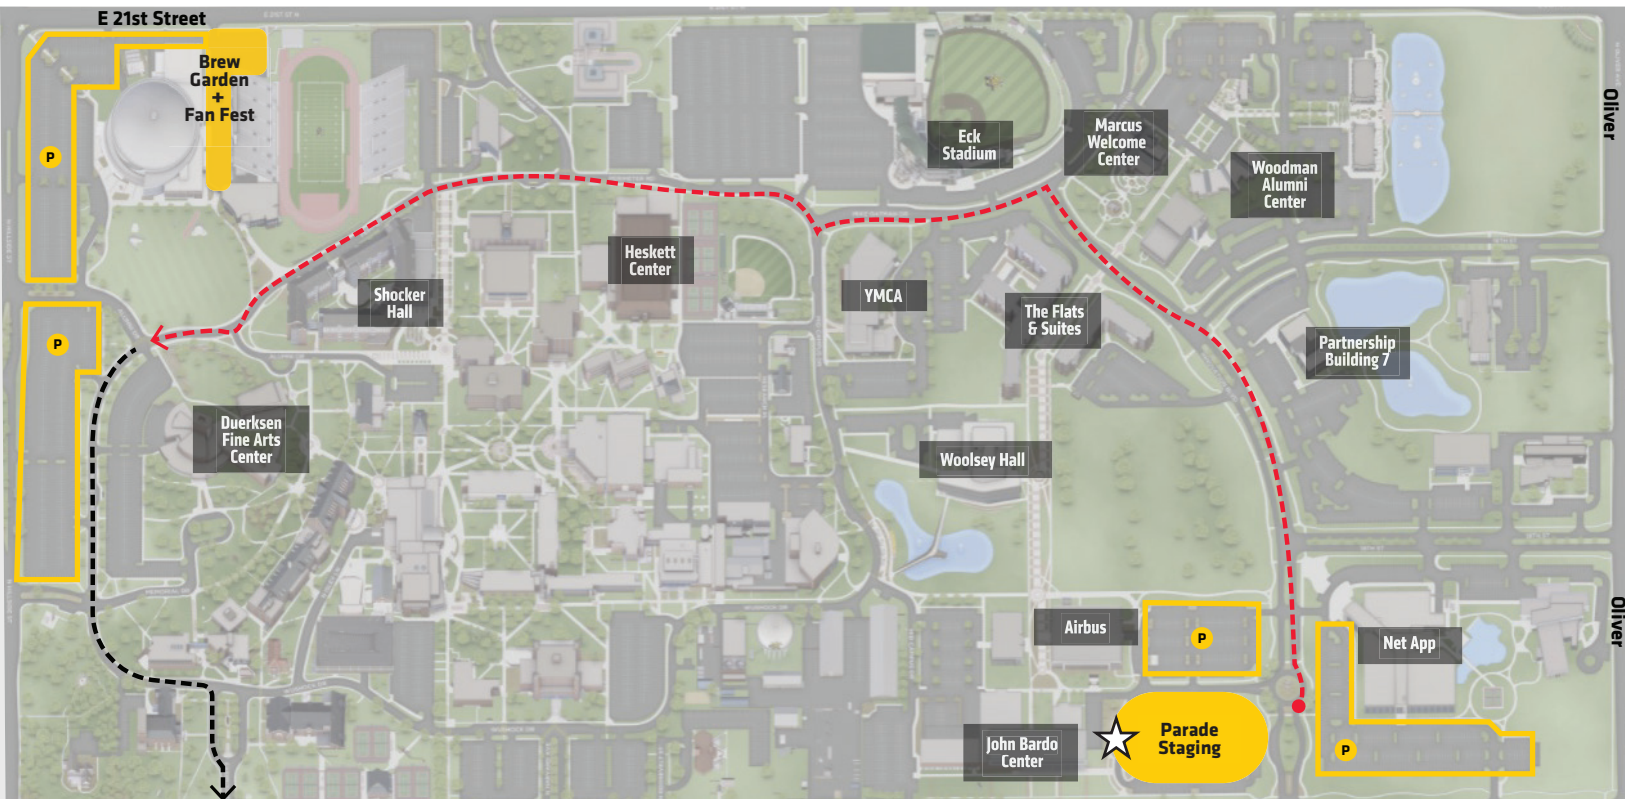 E 21st Street
Brew
Garden
+
Fan Fest
P
Eck
Stadium
Marcus
Welcome
Center
Woodman
Alumni
Center
Oliver
Heskett
Center
Shocker
Hall
YMCA
The Flats
& Suites
Partnership
Building 7
P
Duerksen
Fine Arts
Center
Woolsey Hall
Airbus
P
Net App
Oliver
John Bardo
Center
Parade
Staging
P